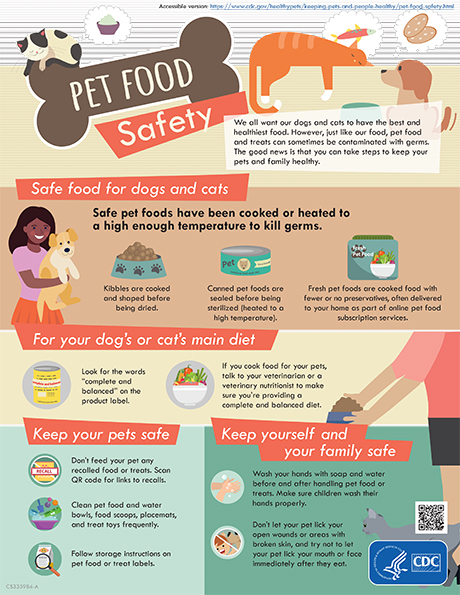 Accessible version: https://www.cdc.gov/healthypets/keeping-pets-and-people-healthy/pet-food-safety.html
PET FOOD
Safety
We all want our dogs and cats to have the best and
healthiest food. However, just like our food, pet food
and treats can sometimes be contaminated with germs.
The good news is that you can take steps to keep your
pets and family healthy.
Safe food for dogs and cats
Safe pet foods have been cooked or heated to
a high enough temperature to kill germs.
Pet
Fresh
Pet Food
Kibbles are cooked
and shaped before
being dried.
Canned pet foods are
sealed before being
sterilized (heated to a
high temperature).
Fresh pet foods are cooked food with
fewer or no preservatives, often delivered
to your home as part of online pet food
subscription services.
For your dog's or cat's main diet
Look for the words
"complete and
balanced" on the
product label.
If you cook food for your pets,
talk to your veterinarian or a
veterinary nutritionist to make
sure you're providing a
complete and balanced diet.
Keep your pets safe
RECALL
Don't feed your pet any
recalled food or treats. Scan
QR code for links to recalls.
Clean pet food and water
bowls, food scoops, placemats,
and treat toys frequently.
Follow storage instructions on
pet food or treat labels.
Keep yourself and
your family safe
Wash your hands with soap and water
before and after handling pet food or
treats. Make sure children wash their
hands properly.
Don't let your pet lick your
open wounds or areas with
broken skin, and try not to let
your pet lick your mouth or face
immediately after they eat.
CDC
CS333986-A